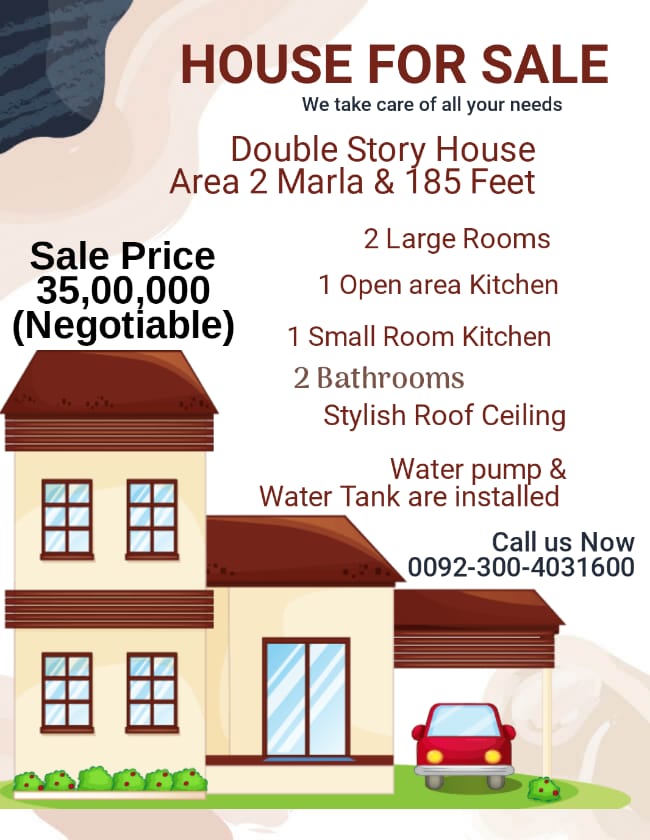 HOUSE FOR SALE
We take care of all your needs
Double Story House
Area 2 Marla & 185 Feet
Sale Price
35,00,000
(Negotiable)
2 Large Rooms
1 Open area Kitchen
1 Small Room Kitchen
2 Bathrooms
Stylish Roof Ceiling
Water pump &
Water Tank are installed
Call us Now
0092-300-4031600